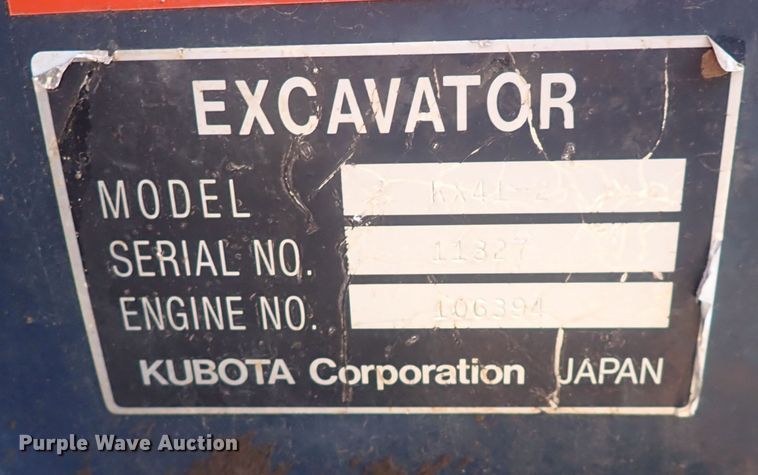 EXCAVATOR
MODEL KX41-2
SERIAL NO. 11327
ENGINE NO. 106394
KUBOTA Corporation JAPAN
Purple Wave Auction